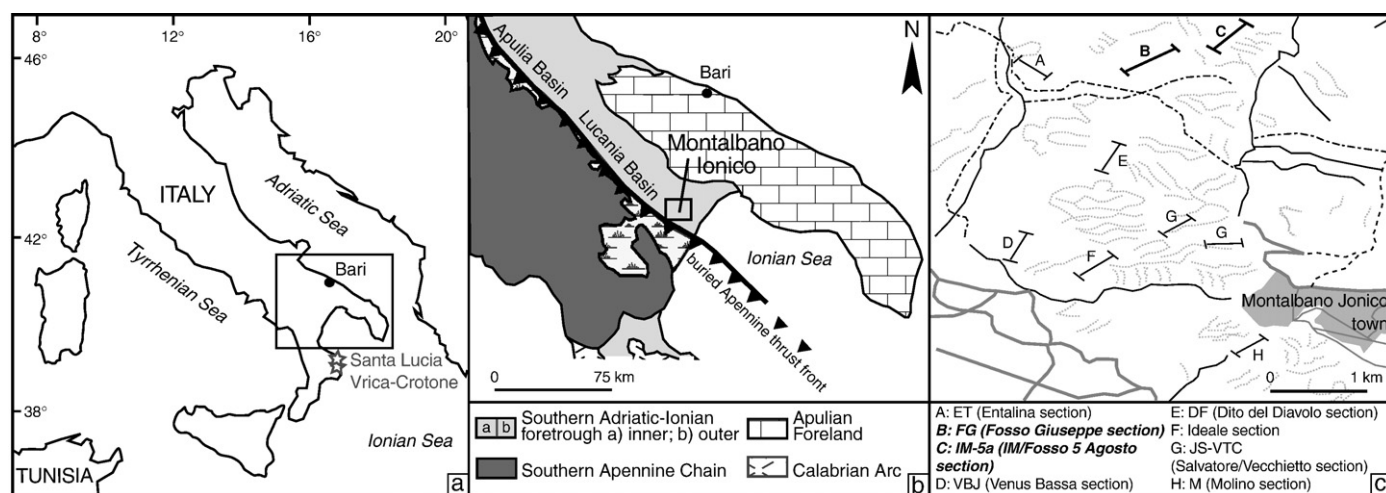 8°
12°
16°
20°
46°
42°
38°
ITALY
Adriatic Sea
Tyrrhenian Sea
Bari
Santa Lucia
Vrica-Crotone
Ionian Sea
TUNISIA
a
N
Apulia Basin
Bari
Lucania Basin
Montalbano
Ionico
Ionian Sea
buried Apennine thrust front
0 75 km
a b Southern Adriatic-Ionian
foretrough a) inner; b) outer
Apulian
Foreland
Southern Apennine Chain
Calabrian Arc
b
A
B
C
E
G
G
D
F
Montalbano Jonico
town
H
0 1 km
A: ET (Entalina section)
B: FG (Fosso Giuseppe section)
C: IM-5a (IM/Fosso 5 Agosto
section)
D: VBJ (Venus Bassa section)
E: DF (Dito del Diavolo section)
F: Ideale section
G: JS-VTC
(Salvatore/Vecchietto section)
H: M (Molino section)
c